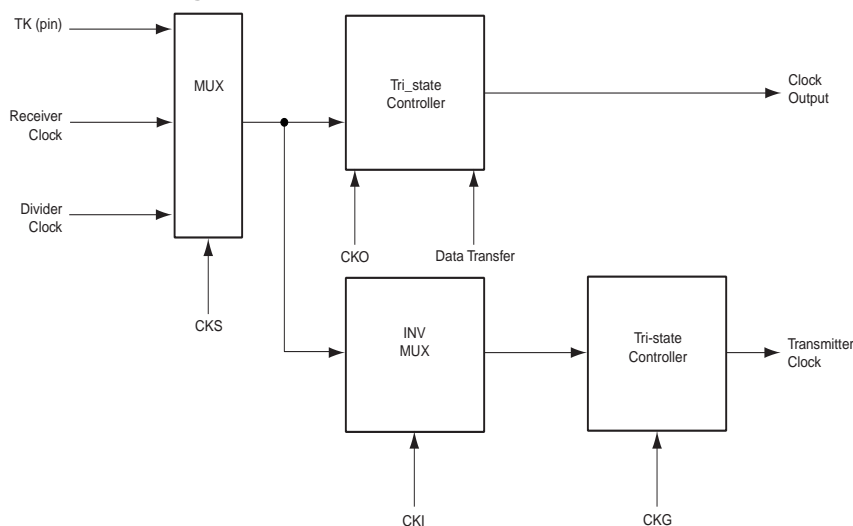 TK (pin)
MUX
Tri_state
Controller
Clock
Output
Receiver
Clock
Divider
Clock
CKO
Data Transfer
CKS
INV
MUX
Tri-state
Controller
Transmitter
Clock
CKI
CKG